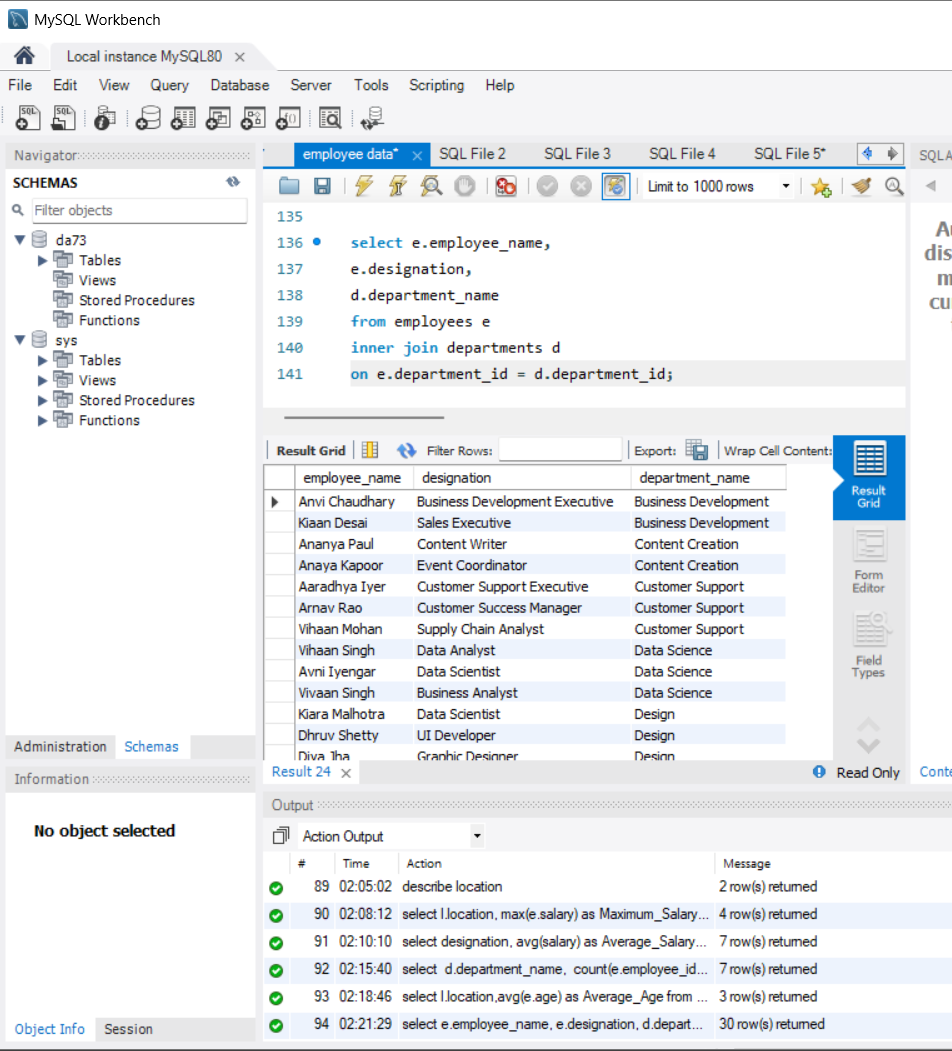 MySQL Workbench
Local instance MySQL80
File Edit View Query Database Server Tools Scripting Help
Navigator
SCHEMAS
Filter objects
da73
Tables
Views
Stored Procedures
Functions
sys
Tables
Views
Stored Procedures
Functions
Administration Schemas
Information
No object selected
Object Info Session
employee data* SQL File 2 SQL File 3 SQL File 4 SQL File 5*
Limit to 1000 rows
135
136 select e.employee_name,
137 e.designation,
138 d.department_name
139 from employees e
140 inner join departments d
141 on e.department_id = d.department_id;
Result Grid Filter Rows: Export: Wrap Cell Content:
employee_name designation department_name
Anvi Chaudhary Business Development Executive Business Development
Kiaan Desai Sales Executive Business Development
Ananya Paul Content Writer Content Creation
Anaya Kapoor Event Coordinator Content Creation
Aaradhya Iyer Customer Support Executive Customer Support
Arnav Rao Customer Success Manager Customer Support
Vihaan Mohan Supply Chain Analyst Customer Support
Vihaan Singh Data Analyst Data Science
Avni Iyengar Data Scientist Data Science
Vivaan Singh Business Analyst Data Science
Kiara Malhotra Data Scientist Design
Dhruv Shetty UI Developer Design
Diya Jha Graphic Designer Design
Result
Grid
Form
Editor
Field
Types
Result 24 Read Only
Output
Action Output
# Time Action Message
89 02:05:02 describe location 2 row(s) returned
90 02:08:12 select l.location, max(e.salary) as Maximum_Salary... 4 row(s) returned
91 02:10:10 select designation, avg(salary) as Average_Salary... 7 row(s) returned
92 02:15:40 select d.department_name, count(e.employee_id... 7 row(s) returned
93 02:18:46 select l.location,avg(e.age) as Average_Age from ... 3 row(s) returned
94 02:21:29 select e.employee_name, e.designation, d.depart... 30 row(s) returned
SQLA
dis
m
cu
Conte